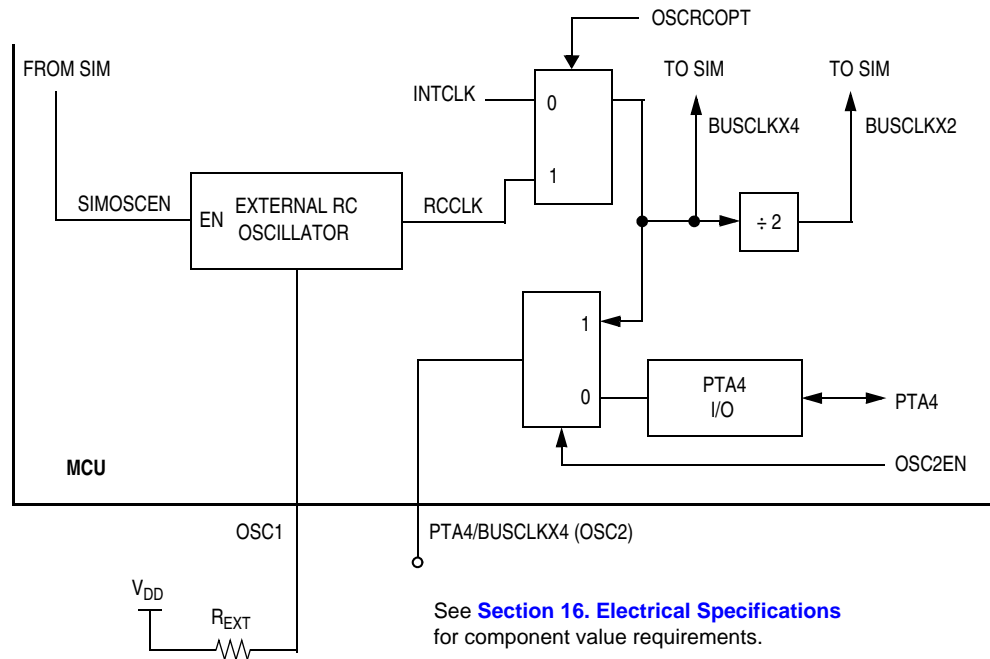 OSCRCOPT
FROM SIM
TO SIM
TO SIM
INTCLK
0
BUSCLKX4
BUSCLKX2
1
SIMOSCEN
EN
EXTERNAL RC
OSCILLATOR
RCCLK
÷ 2
1
0
PTA4
I/O
PTA4
MCU
OSC2EN
OSC1
PTA4/BUSCLKX4 (OSC2)
VDD
REXT
See Section 16. Electrical Specifications
for component value requirements.